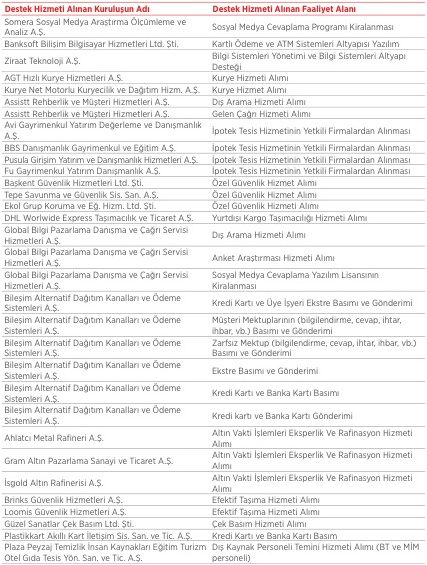 Destek Hizmeti Alınan Kuruluşun Adı Destek Hizmeti Alınan Faaliyet Alanı
Somera Sosyal Medya Araştırma Ölçümleme ve
Analiz A.Ş. Sosyal Medya Cevaplama Programı Kiralanması
Banksoft Bilişim Bilgisayar Hizmetleri Ltd. Şti. Kartlı Ödeme ve ATM Sistemleri Altyapısı Yazılım
Ziraat Teknoloji A.Ş. Bilgi Sistemleri Yönetimi ve Bilgi Sistemleri Altyapı
Desteği
AGT Hızlı Kurye Hizmetleri A.Ş. Kurye Hizmeti Alımı
Kurye Net Motorlu Kuryecilik ve Dağıtım Hizm. A.Ş. Kurye Hizmet Alımı
Assistt Rehberlik ve Müşteri Hizmetleri A.Ş. Dış Arama Hizmeti Alımı
Assistt Rehberlik ve Müşteri Hizmetleri A.Ş. Gelen Çağrı Hizmeti Alımı
Avi Gayrimenkul Yatırım Değerleme ve Danışmanlık
A.Ş. İpotek Tesis Hizmetinin Yetkili Firmalardan Alınması
BBS Danışmanlık Gayrimenkul ve Eğitim A.Ş. İpotek Tesis Hizmetinin Yetkili Firmalardan Alınması
Pusula Girişim Yatırım ve Danışmanlık Hizmetleri A.Ş. İpotek Tesis Hizmetinin Yetkili Firmalardan Alınması
Fu Gayrimenkul Yatırım Danışmanlık A.Ş. İpotek Tesis Hizmetinin Yetkili Firmalardan Alınması
Başkent Güvenlik Hizmetleri Ltd. Şti. Özel Güvenlik Hizmet Alımı
Tepe Savunma ve Güvenlik Sis. San. A.Ş. Özel Güvenlik Hizmeti Alımı
Ekol Grup Koruma ve Eğ. Hizm. Ltd. Şti. Özel Güvenlik Hizmeti Alımı
DHL Worlwide Express Taşımacılık ve Ticaret A.Ş. Yurtdışı Kargo Taşımacılığı Hizmeti Alımı
Global Bilgi Pazarlama Danışma ve Çağrı Servisi
Hizmetleri A.Ş. Dış Arama Hizmeti Alımı
Global Bilgi Pazarlama Danışma ve Çağrı Servisi
Hizmetleri A.Ş. Anket Araştırması Hizmeti Alımı
Global Bilgi Pazarlama Danışma ve Çağrı Servisi
Hizmetleri A.Ş. Sosyal Medya Cevaplama Yazılım Lisansının
Kiralanması
Bileşim Alternatif Dağıtım Kanalları ve Ödeme
Sistemleri A.Ş. Kredi Kartı ve Üye İşyeri Ekstre Basımı ve Gönderimi
Bileşim Alternatif Dağıtım Kanalları ve Ödeme
Sistemleri A.Ş. Müşteri Mektuplarının (bilgilendirme, cevap, ihtar,
ihbar, vb.) Basımı ve Gönderimi
Bileşim Alternatif Dağıtım Kanalları ve Ödeme
Sistemleri A.Ş. Zarfsız Mektup (bilgilendirme, cevap, ihtar, ihbar, vb.)
Basımı ve Gönderimi
Bileşim Alternatif Dağıtım Kanalları ve Ödeme
Sistemleri A.Ş. Ekstre Basımı ve Gönderimi
Bileşim Alternatif Dağıtım Kanalları ve Ödeme
Sistemleri A.Ş. Kredi Kartı ve Banka Kartı Basımı
Bileşim Alternatif Dağıtım Kanalları ve Ödeme
Sistemleri A.Ş. Kredi kartı ve Banka Kartı Gönderimi
Ahlatcı Metal Rafineri A.Ş. Altın Vakti İşlemleri Eksperlik Ve Rafinasyon Hizmeti
Alımı
Gram Altın Pazarlama Sanayi ve Ticaret A.Ş. Altın Vakti İşlemleri Eksperlik Ve Rafinasyon Hizmeti
Alımı
İsgold Altın Rafinerisi A.Ş. Altın Vakti İşlemleri Eksperlik Ve Rafinasyon Hizmeti
Alımı
Brinks Güvenlik Hizmetleri A.Ş. Efektif Taşıma Hizmeti Alımı
Loomis Güvenlik Hizmetleri A.Ş. Efektif Taşıma Hizmeti Alımı
Güzel Sanatlar Çek Basım Ltd. Şti. Çek Basım Hizmeti Alımı
Plastikkart Akıllı Kart İletişim Sis. San. ve Tic. A.Ş. Kredi Kartı ve Banka Kartı Basım
Plaza Peyzaj Temizlik İnsan Kaynakları Eğitim Turizm
Otel Gıda Tesis Yön. San. ve Tic. A.Ş. Dış Kaynak Personeli Temini Hizmeti Alımı (BT ve MİM
personeli)